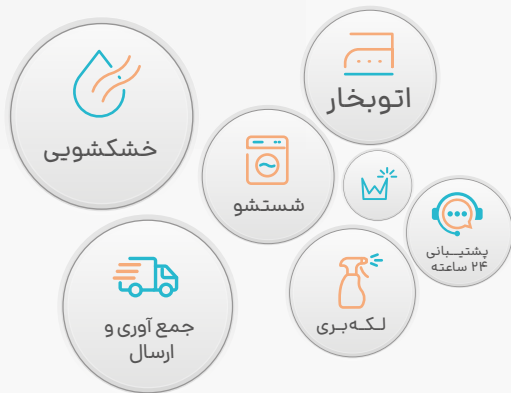 اتوبخار
خشکشویی
شستشو
پشتیبانی
۲۴ ساعته
لکه‌بری
جمع آوری و
ارسال